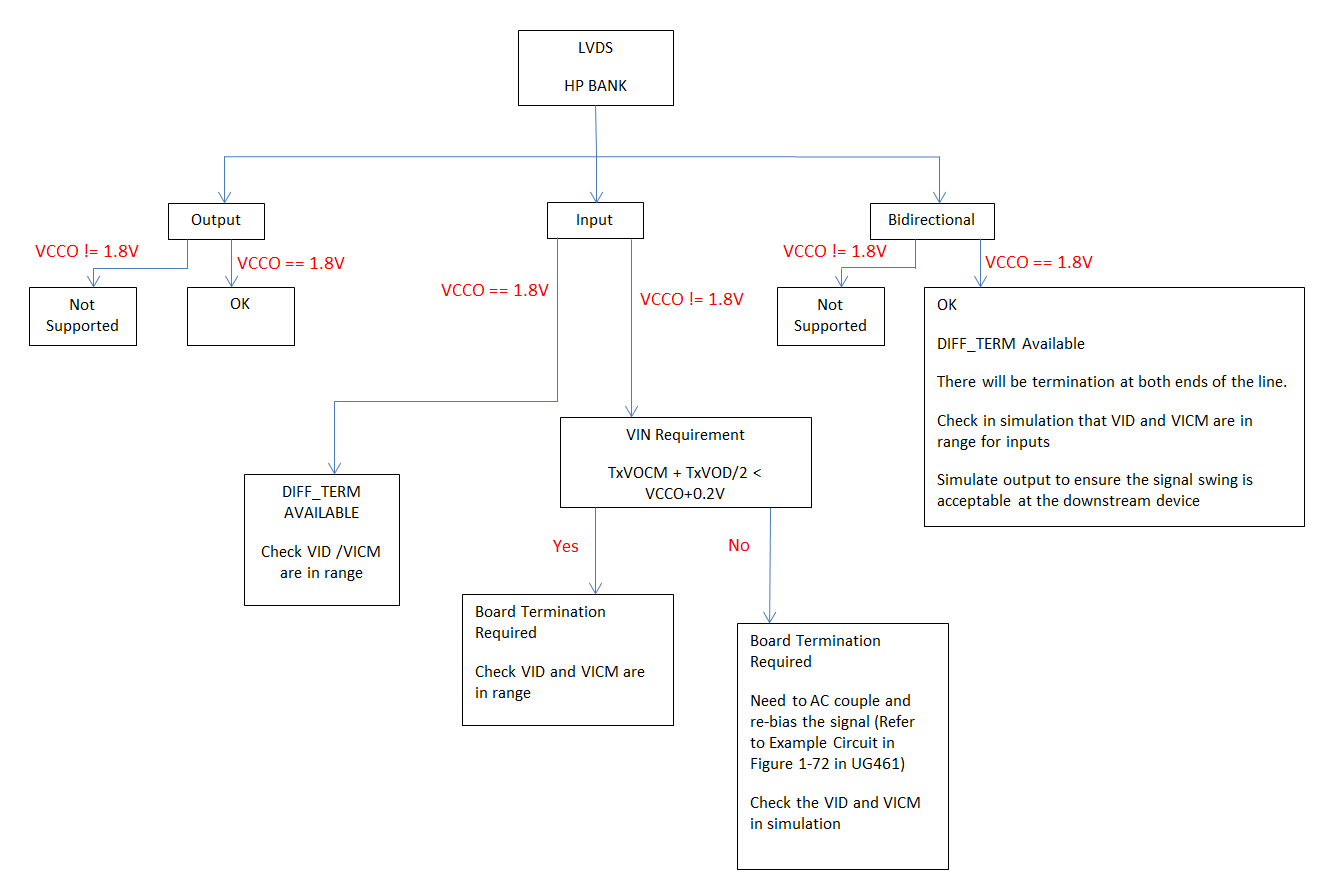 LVDS
HP BANK
Output
Input
Bidirectional
VCCO != 1.8V
VCCO == 1.8V
VCCO == 1.8V
VCCO != 1.8V
VCCO != 1.8V
VCCO == 1.8V
Not
Supported
OK
Not
Supported
OK
DIFF_TERM Available
There will be termination at both ends of the line.
Check in simulation that VID and VICM are in
range for inputs
Simulate output to ensure the signal swing is
acceptable at the downstream device
VIN Requirement
TxVOCM + TxVOD/2 <
VCCO+0.2V
DIFF_TERM
AVAILABLE
Check VID /VICM
are in range
Yes
No
Board Termination
Required
Check VID and VICM are
in range
Board Termination
Required
Need to AC couple and
re-bias the signal (Refer
to Example Circuit in
Figure 1-72 in UG461)
Check the VID and VICM
in simulation